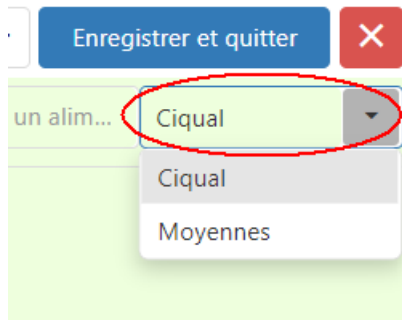 Enregistrer et quitter
un alim... Ciqual
Ciqual
Moyennes